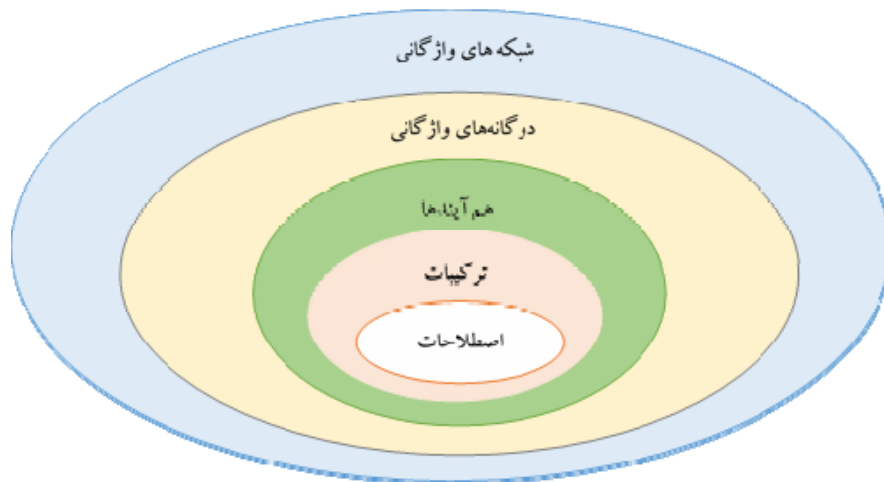 شبکه های واژگانی
درگانه‌های واژگانی
هم‌آیندها
ترکیبات
اصطلاحات